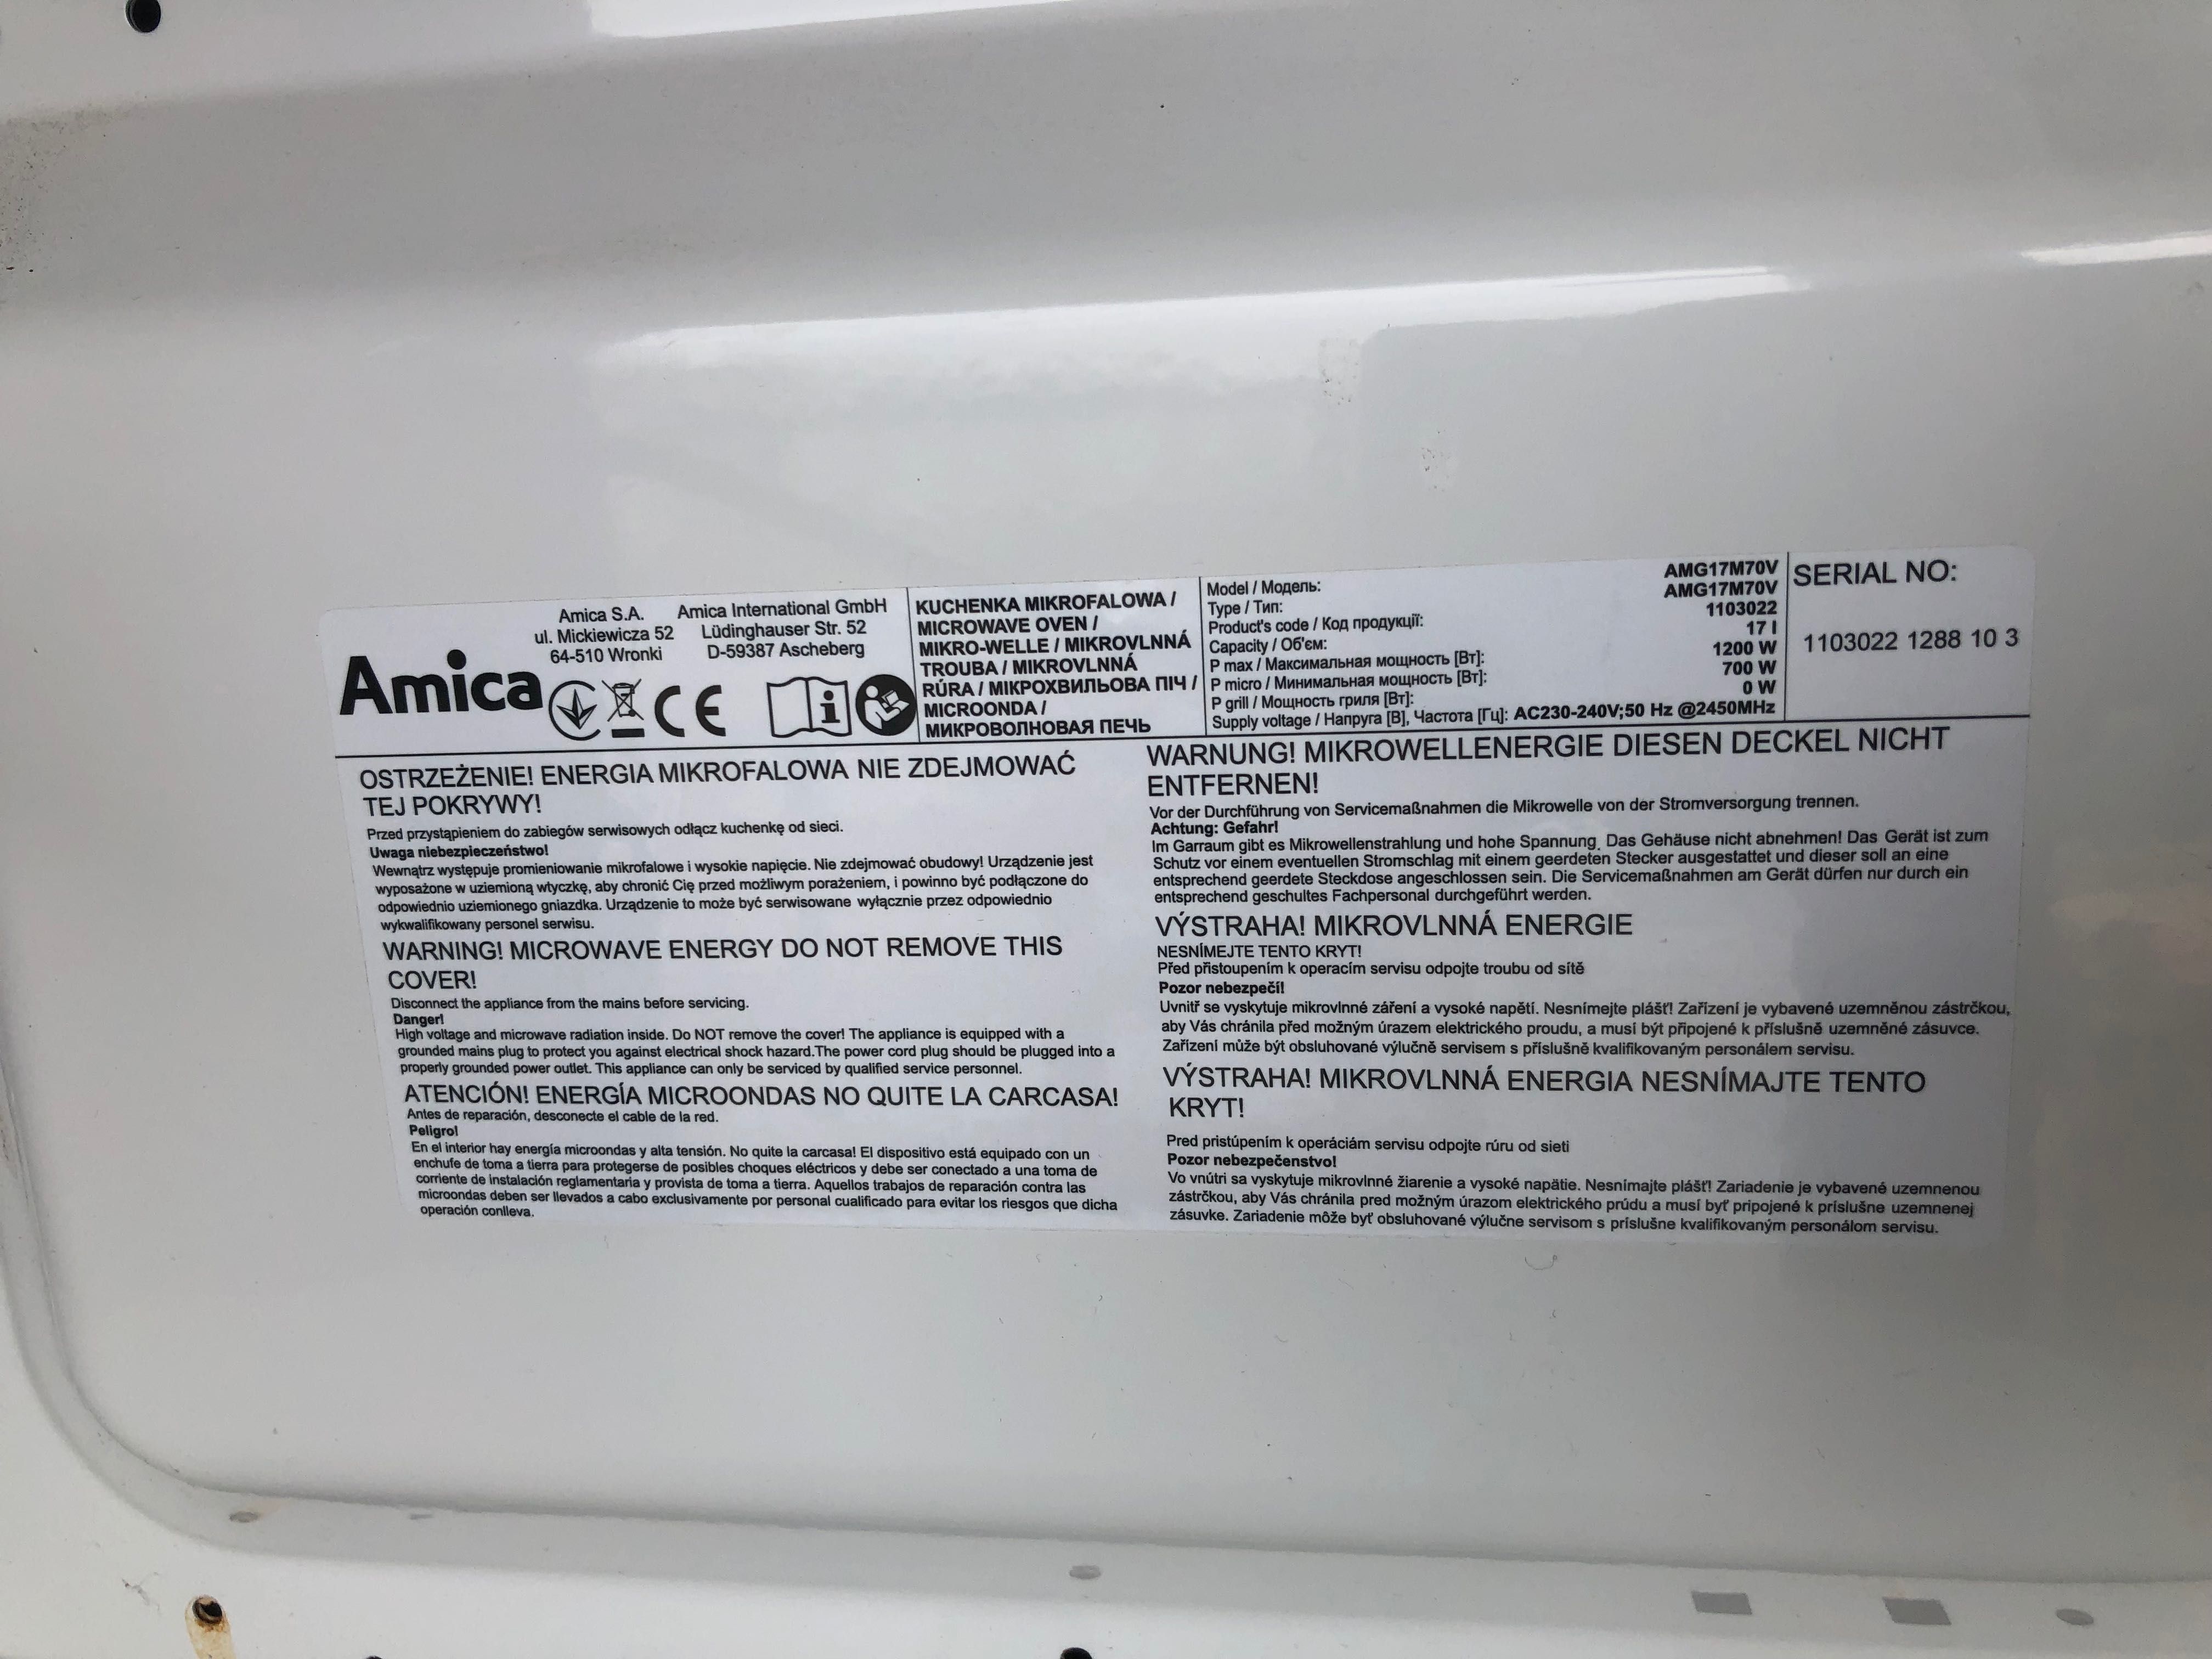 Amica
Amica S.A.
ul. Mickiewicza 52
64-510 Wronki
Amica International GmbH
Lüdinghauser Str. 52
D-59387 Ascheberg
CE
KUCHENKA MIKROFALOWA /
MICROWAVE OVEN /
MIKRO-WELLE / MIKROVLNNÁ
TROUBA / MIKROVLNNÁ
RÚRA / МІКРОХВИЛЬОВА ПІЧ /
MICROONDA /
МИКРОВОЛНОВАЯ ПЕЧЬ
Model / Модель: AMG17M70V
Type / Тип: AMG17M70V
Product's code / Код продукції: 1103022
Capacity / Об'єм: 17 l
P max / Максимальная мощность [Вт]: 1200 W
P micro / Минимальная мощность [Вт]: 700 W
P grill / Мощность гриля [Вт]: 0 W
Supply voltage / Напруга [В], Частота [Гц]: AC230-240V;50 Hz @2450MHz
SERIAL NO:
1103022 1288 10 3
OSTRZEŻENIE! ENERGIA MIKROFALOWA NIE ZDEJMOWAĆ
TEJ POKRYWY!
Przed przystąpieniem do zabiegów serwisowych odłącz kuchenkę od sieci.
Uwaga niebezpieczeństwo!
Wewnątrz występuje promieniowanie mikrofalowe i wysokie napięcie. Nie zdejmować obudowy! Urządzenie jest
wyposażone w uziemioną wtyczkę, aby chronić Cię przed możliwym porażeniem, i powinno być podłączone do
odpowiednio uziemionego gniazdka. Urządzenie to może być serwisowane wyłącznie przez odpowiednio
wykwalifikowany personel serwisu.
WARNING! MICROWAVE ENERGY DO NOT REMOVE THIS
COVER!
Disconnect the appliance from the mains before servicing.
Danger!
High voltage and microwave radiation inside. Do NOT remove the cover! The appliance is equipped with a
grounded mains plug to protect you against electrical shock hazard.The power cord plug should be plugged into a
properly grounded power outlet. This appliance can only be serviced by qualified service personnel.
ATENCIÓN! ENERGÍA MICROONDAS NO QUITE LA CARCASA!
Antes de reparación, desconecte el cable de la red.
Peligro!
En el interior hay energía microondas y alta tensión. No quite la carcasa! El dispositivo está equipado con un
enchufe de toma a tierra para protegerse de posibles choques eléctricos y debe ser conectado a una toma de
corriente de instalación reglamentaria y provista de toma a tierra. Aquellos trabajos de reparación contra las
microondas deben ser llevados a cabo exclusivamente por personal cualificado para evitar los riesgos que dicha
operación conlleva.
WARNUNG! MIKROWELLENERGIE DIESEN DECKEL NICHT
ENTFERNEN!
Vor der Durchführung von Servicemaßnahmen die Mikrowelle von der Stromversorgung trennen.
Achtung: Gefahr!
Im Garraum gibt es Mikrowellenstrahlung und hohe Spannung. Das Gehäuse nicht abnehmen! Das Gerät ist zum
Schutz vor einem eventuellen Stromschlag mit einem geerdeten Stecker ausgestattet und dieser soll an eine
entsprechend geerdete Steckdose angeschlossen sein. Die Servicemaßnahmen am Gerät dürfen nur durch ein
entsprechend geschultes Fachpersonal durchgeführt werden.
VÝSTRAHA! MIKROVLNNÁ ENERGIE
NESNÍMEJTE TENTO KRYT!
Před přistoupením k operacím servisu odpojte troubu od sítě
Pozor nebezpečí!
Uvnitř se vyskytuje mikrovlnné záření a vysoké napětí. Nesnímejte plášť! Zařízení je vybavené uzemněnou zástrčkou,
aby Vás chránila před možným úrazem elektrického proudu, a musí být připojené k příslušně uzemněné zásuvce.
Zařízení může být obsluhované výlučně servisem s příslušně kvalifikovaným personálem servisu.
VÝSTRAHA! MIKROVLNNÁ ENERGIA NESNÍMAJTE TENTO
KRYT!
Pred pristúpením k operáciám servisu odpojte rúru od sieti
Pozor nebezpečenstvo!
Vo vnútri sa vyskytuje mikrovlnné žiarenie a vysoké napätie. Nesnímajte plášť! Zariadenie je vybavené uzemnenou
zástrčkou, aby Vás chránila pred možným úrazom elektrického prúdu a musí byť pripojené k príslušne uzemnenej
zásuvke. Zariadenie môže byť obsluhované výlučne servisom s príslušne kvalifikovaným personálom servisu.